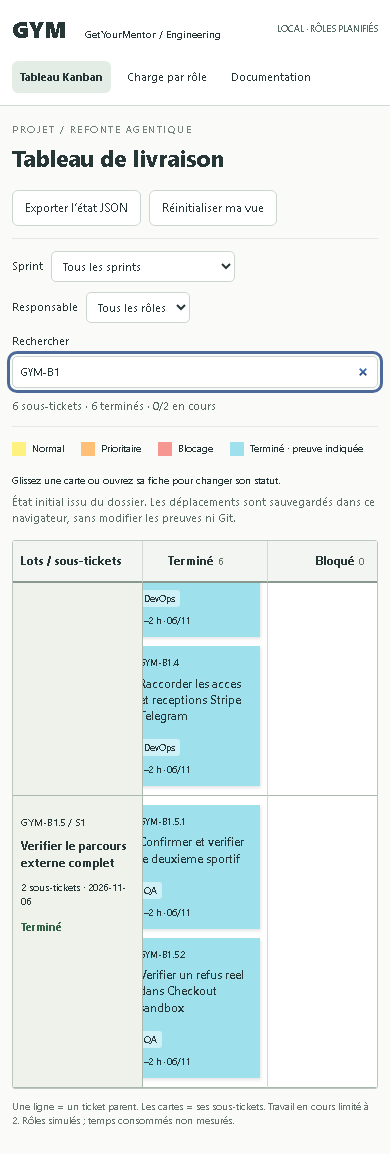 GYM GetYourMentor / Engineering LOCAL · RÔLES PLANIFIÉS
Tableau Kanban Charge par rôle Documentation
PROJET / REFONTE AGENTIQUE
Tableau de livraison
Exporter l'état JSON Réinitialiser ma vue
Sprint Tous les sprints
Responsable Tous les rôles
Rechercher
GYM-B1
6 sous-tickets · 6 terminés · 0/2 en cours
Normal Prioritaire Blocage Terminé · preuve indiquée
Glissez une carte ou ouvrez sa fiche pour changer son statut.
État initial issu du dossier. Les déplacements sont sauvegardés dans ce
navigateur, sans modifier les preuves ni Git.
Lots / sous-tickets Terminé 6 Bloqué 0
DevOps
~2 h · 06/11
GYM-B1.4
Raccorder les acces
et receptions Stripe
Telegram
DevOps
~2 h · 06/11
GYM-B1.5 / S1
Verifier le parcours
externe complet
2 sous-tickets · 2026-11-
06
Terminé
GYM-B1.5.1
Confirmer et verifier
le deuxieme sportif
QA
~2 h · 06/11
GYM-B1.5.2
Verifier un refus reel
dans Checkout
sandbox
QA
~2 h · 06/11
Une ligne = un ticket parent. Les cartes = ses sous-tickets. Travail en cours limité à
2. Rôles simulés ; temps consommés non mesurés.